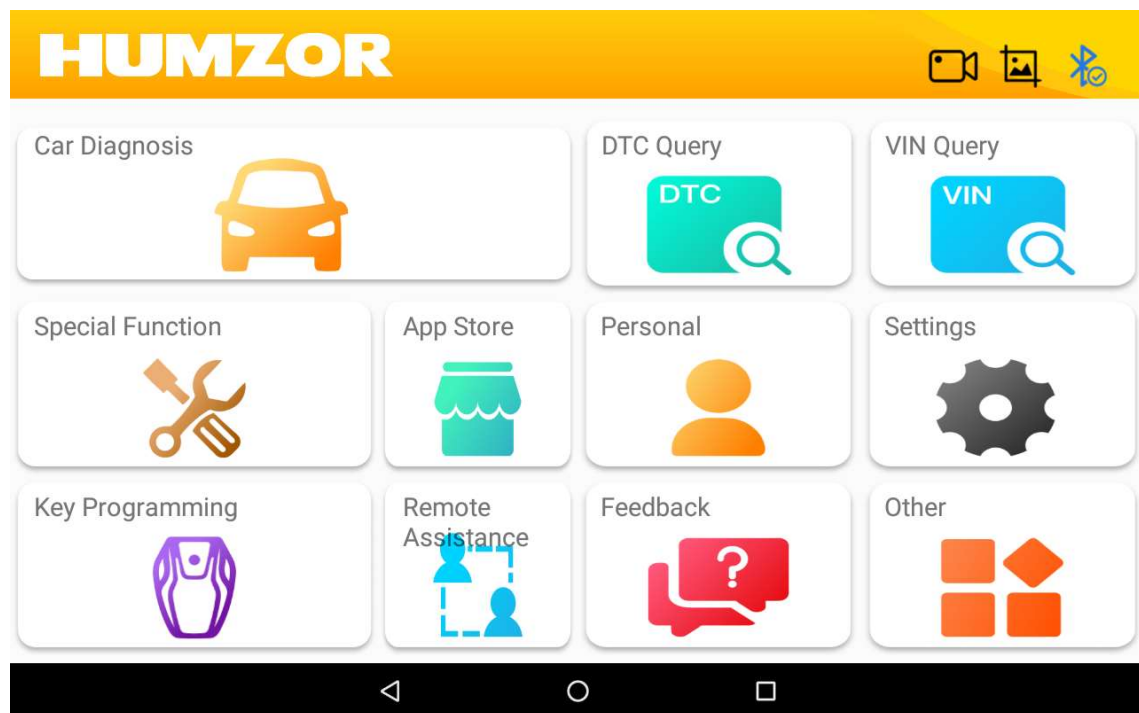 HUMZOR
Car Diagnosis
DTC Query
DTC
VIN Query
VIN
Special Function
App Store
Personal
Settings
Key Programming
Remote
Assistance
Feedback
?
Other